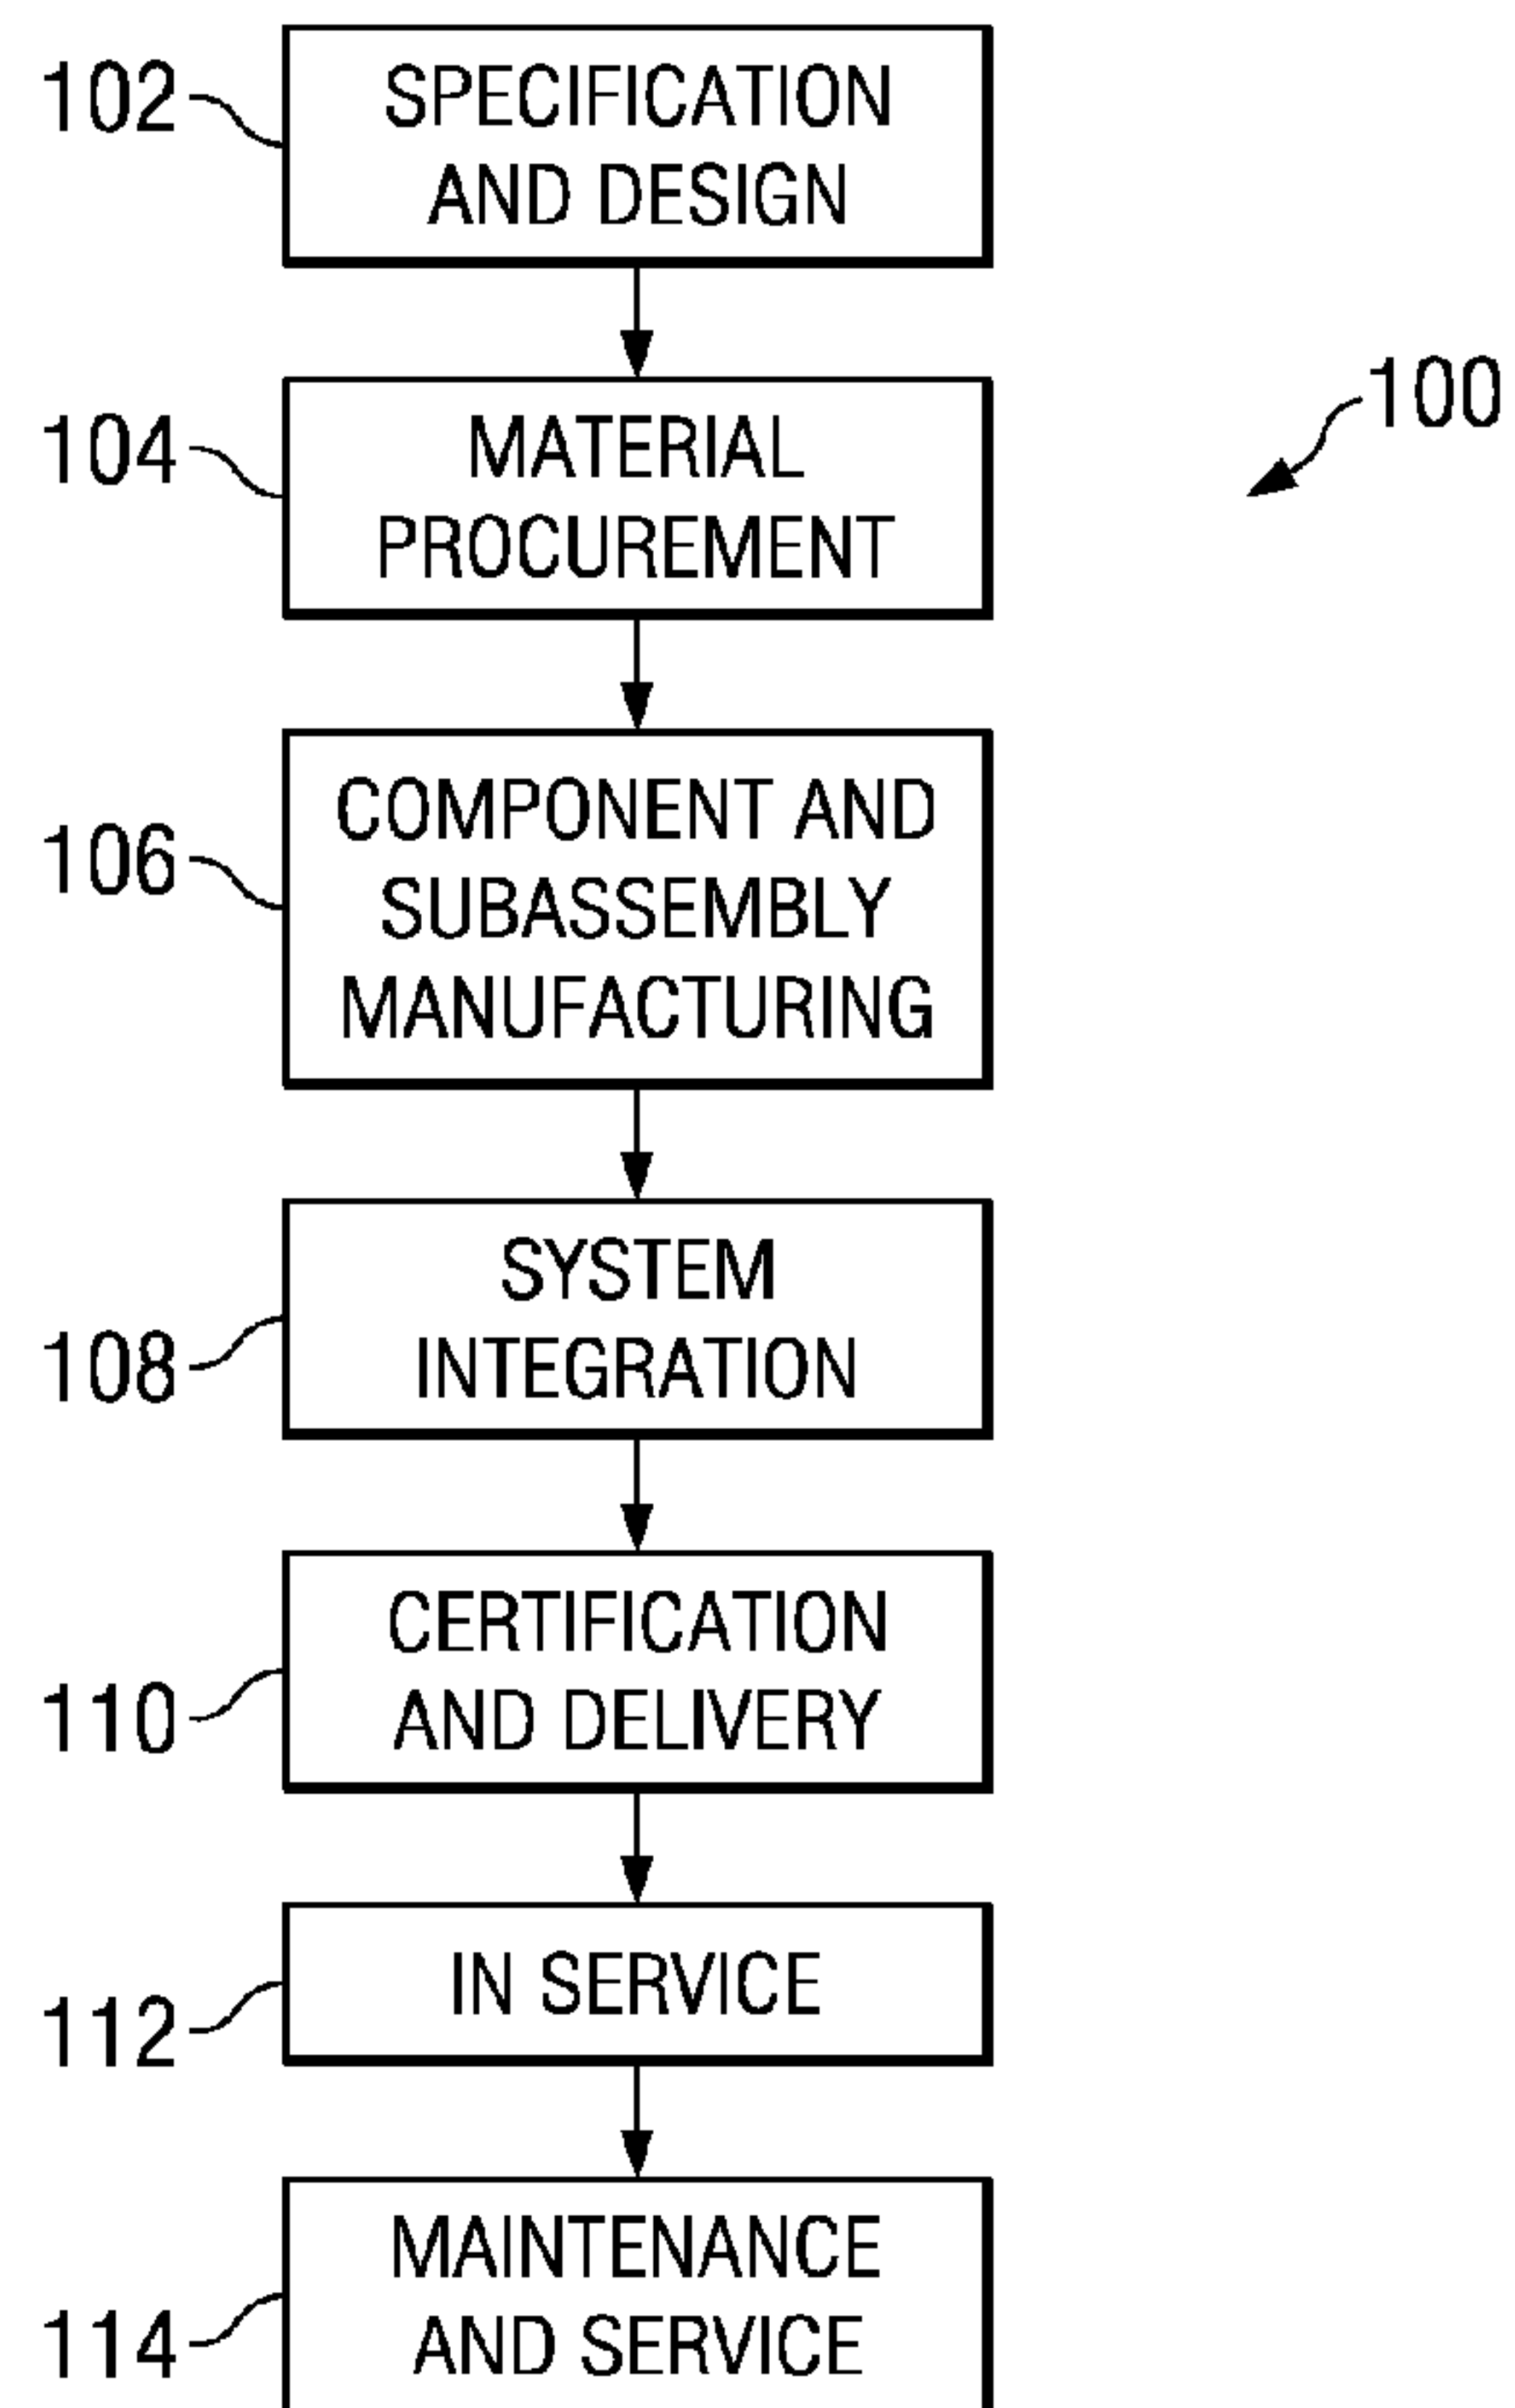 102
SPECIFICATION
AND DESIGN
100
104
MATERIAL
PROCUREMENT
106
COMPONENT AND
SUBASSEMBLY
MANUFACTURING
108
SYSTEM
INTEGRATION
110
CERTIFICATION
AND DELIVERY
112
IN SERVICE
114
MAINTENANCE
AND SERVICE